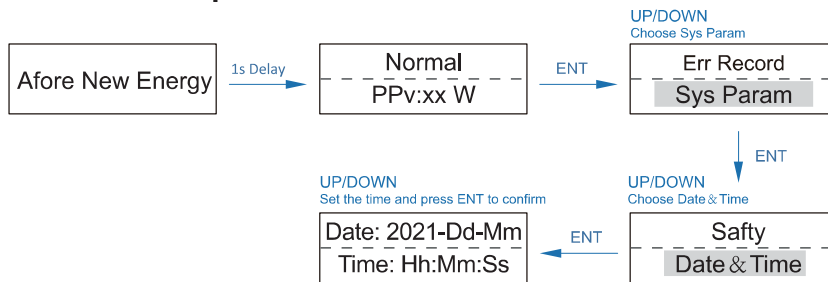 UP/DOWN
Choose Sys Param
Afore New Energy
1s Delay
Normal
PPv:xx W
ENT
Err Record
Sys Param
ENT
UP/DOWN
Set the time and press ENT to confirm
UP/DOWN
Choose Date & Time
Date: 2021-Dd-Mm
Time: Hh:Mm:Ss
ENT
Safty
Date & Time